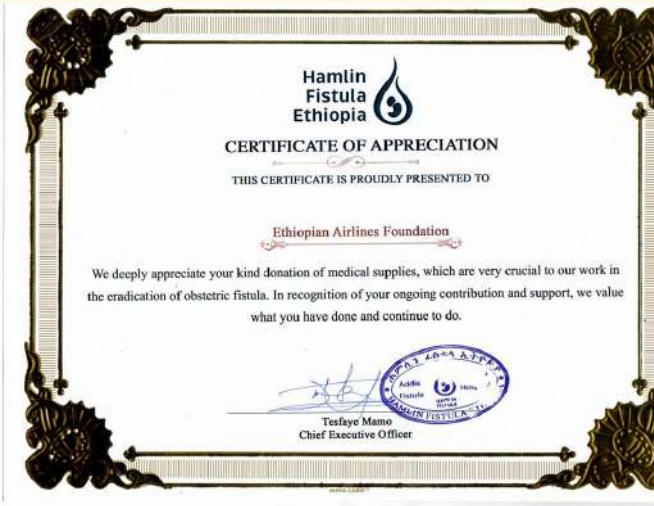 Hamlin
Fistula
Ethiopia
CERTIFICATE OF APPRECIATION
THIS CERTIFICATE IS PROUDLY PRESENTED TO
Ethiopian Airlines Foundation
We deeply appreciate your kind donation of medical supplies, which are very crucial to our work in
the eradication of obstetric fistula. In recognition of your ongoing contribution and support, we value
what you have done and continue to do.
Addis
Fistula
HAMLIN
FISTULA
HAMLIN FISTULA
Tesfaye Mamo
Chief Executive Officer